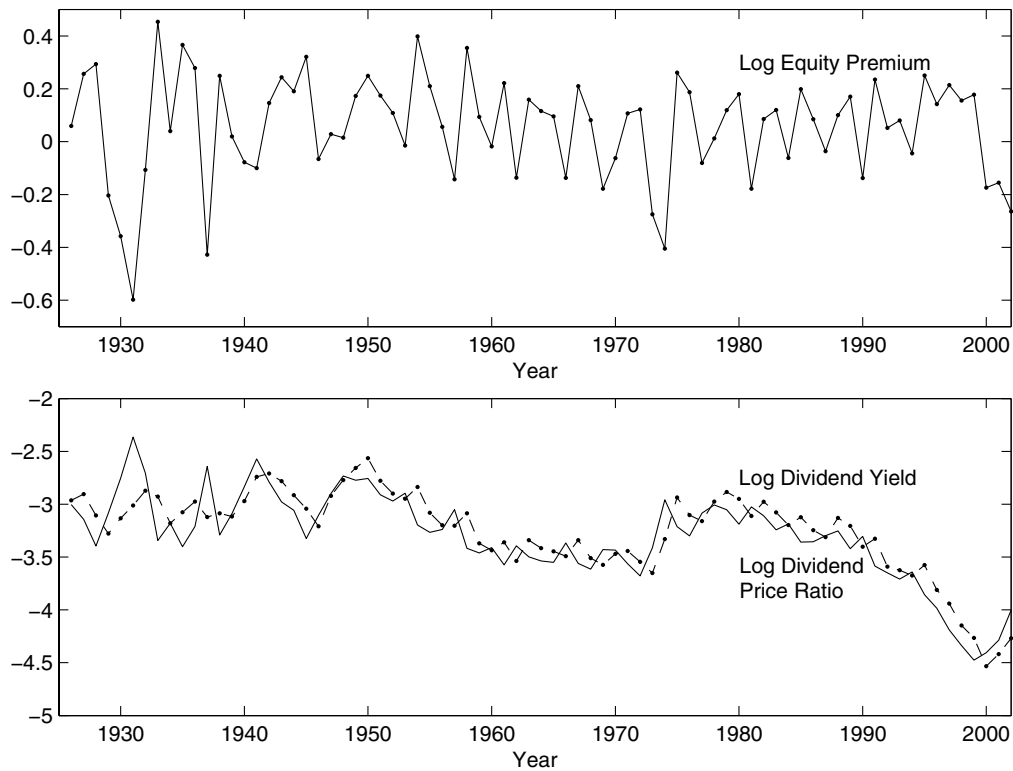 0.4
0.2
0
−0.2
−0.4
−0.6
Log Equity Premium
1930 1940 1950 1960 1970 1980 1990 2000
Year
−2
−2.5
−3
−3.5
−4
−4.5
−5
Log Dividend Yield
Log Dividend
Price Ratio
1930 1940 1950 1960 1970 1980 1990 2000
Year